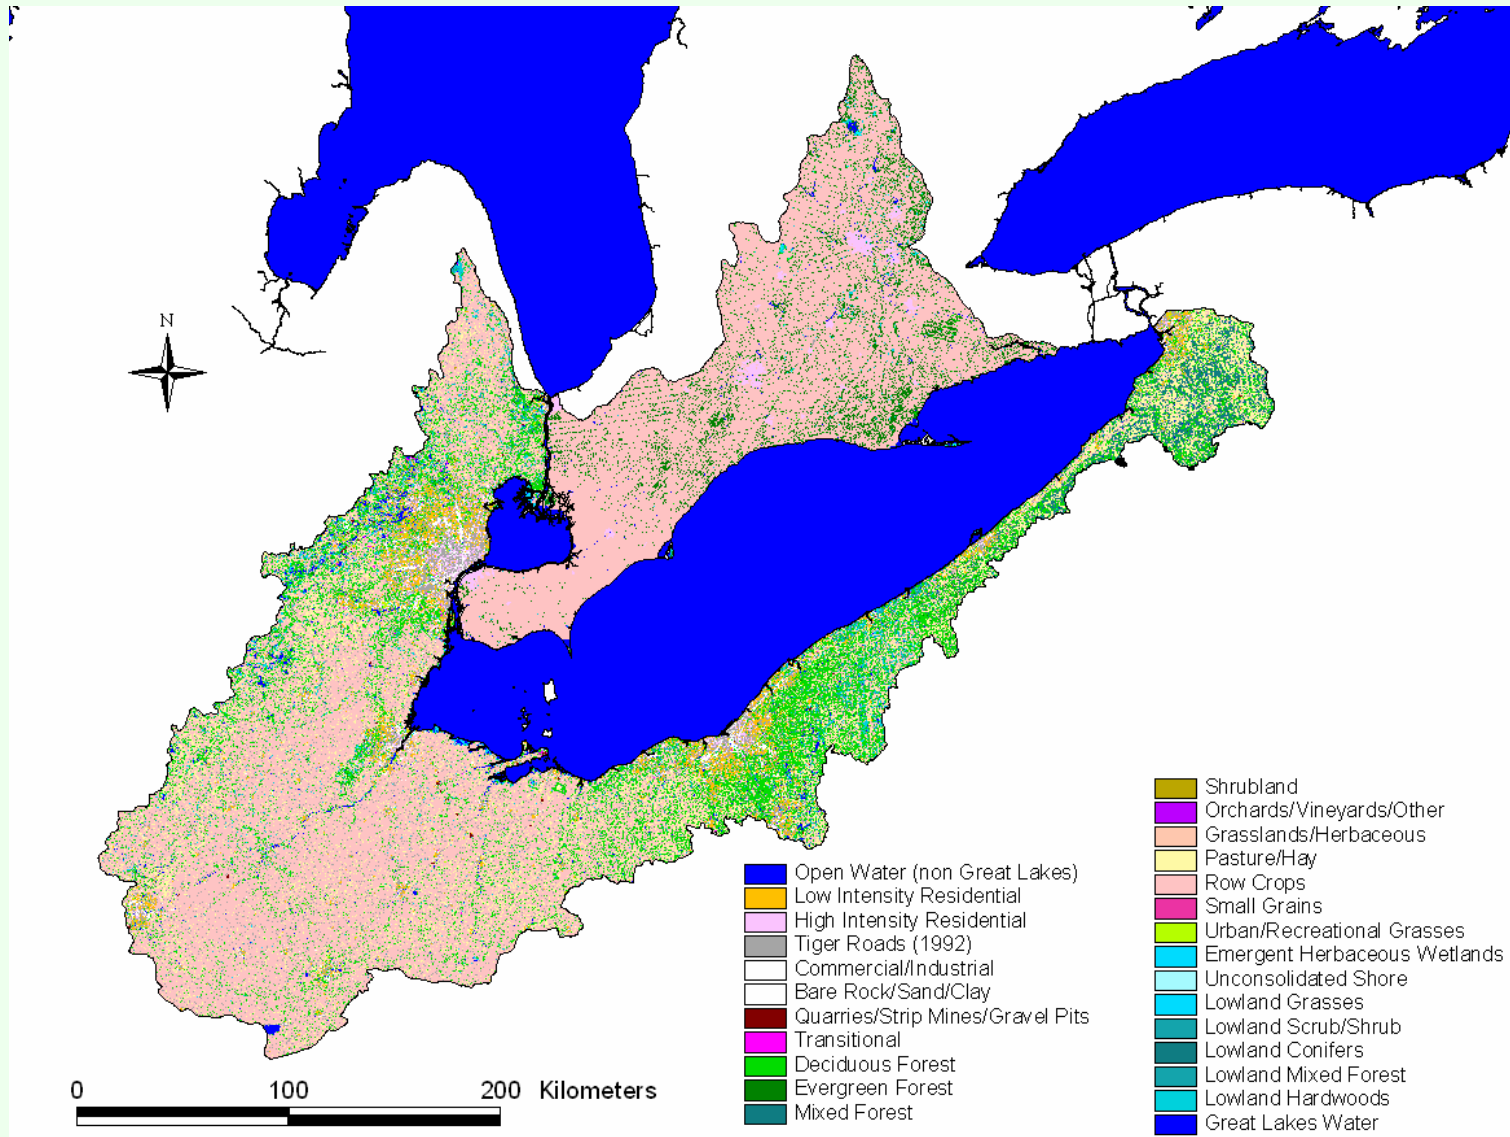 N
Open Water (non Great Lakes)
Low Intensity Residential
High Intensity Residential
Tiger Roads (1992)
Commercial/Industrial
Bare Rock/Sand/Clay
Quarries/Strip Mines/Gravel Pits
Transitional
Deciduous Forest
Evergreen Forest
Mixed Forest
Shrubland
Orchards/Vineyards/Other
Grasslands/Herbaceous
Pasture/Hay
Row Crops
Small Grains
Urban/Recreational Grasses
Emergent Herbaceous Wetlands
Unconsolidated Shore
Lowland Grasses
Lowland Scrub/Shrub
Lowland Conifers
Lowland Mixed Forest
Lowland Hardwoods
Great Lakes Water
0 100 200 Kilometers